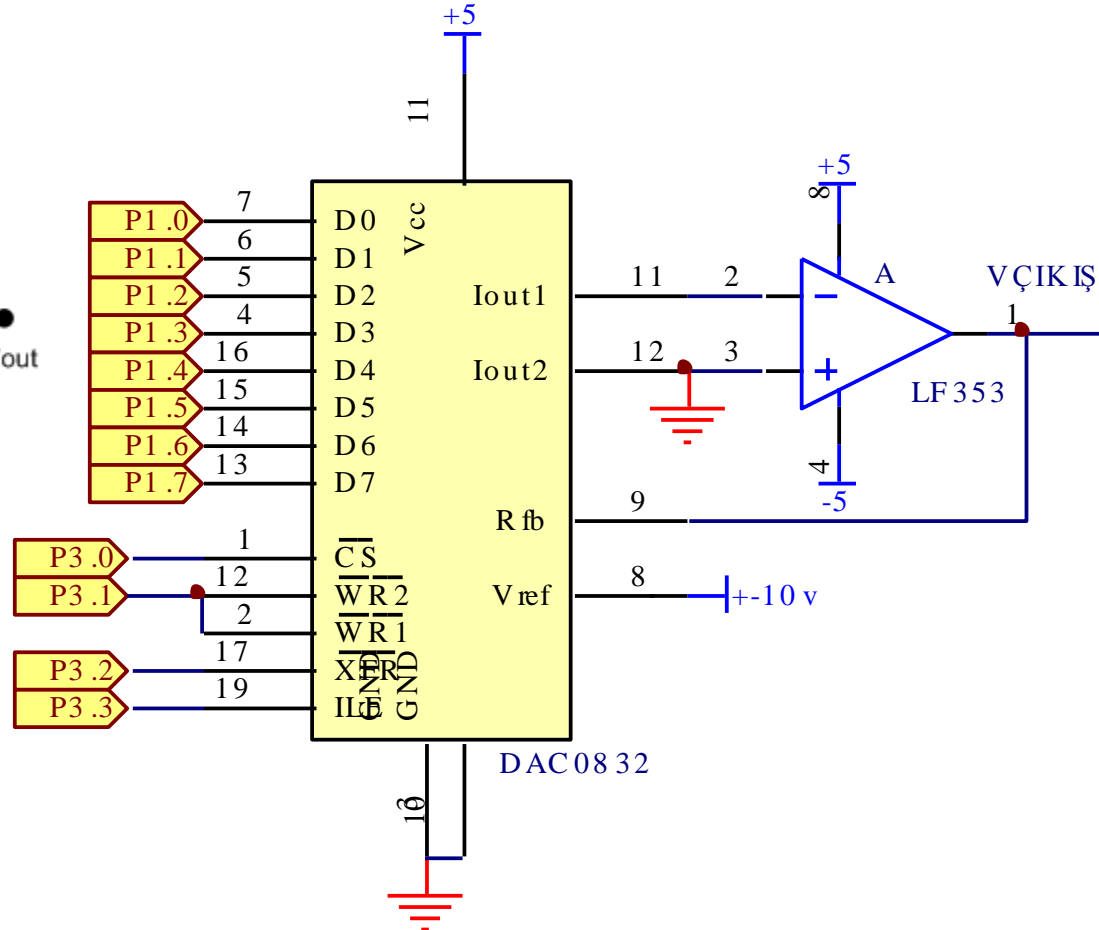 +5
11
+5
8
P1.0 7 D0 Vcc
P1.1 6 D1
P1.2 5 D2 Iout1 11 2 - A VÇIKIŞ
P1.3 4 D3 1
out
P1.4 16 D4 Iout2 12 3 +
P1.5 15 D5 LF353
P1.6 14 D6
P1.7 13 D7 4
-5
Rfb 9
P3.0 1 CS
P3.1 12 WR2 Vref 8 +-10 v
2 WR1
P3.2 17 XFER
P3.3 19 ILE
GND
GND
DAC0832
3
10